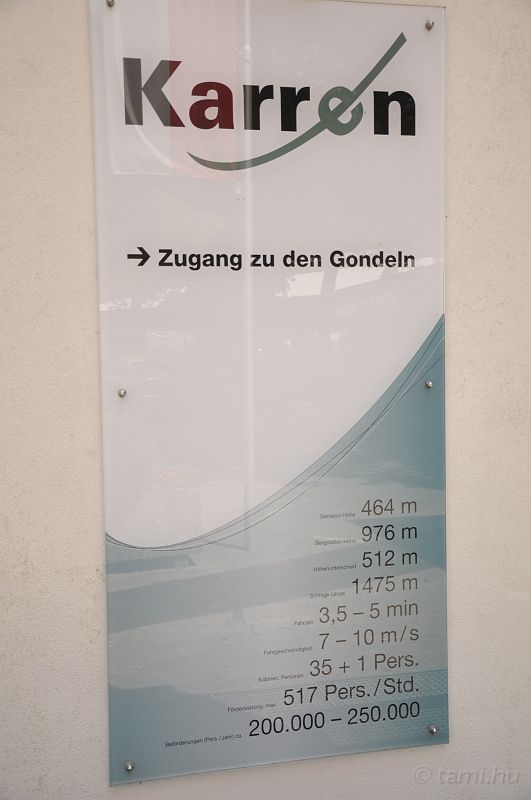 Karren
→ Zugang zu den Gondeln
Talstation Höhe 464 m
Bergstation Höhe 976 m
Höhenunterschied 512 m
Schräge Länge 1475 m
Fahrzeit 3,5 – 5 min
Fahrgeschwindigkeit 7 – 10 m/s
Kabinen, Personen 35 + 1 Pers.
Förderleistung, max. 517 Pers./Std.
Beförderungen (Pers./Jahr) ca. 200.000 – 250.000
© tami.hu